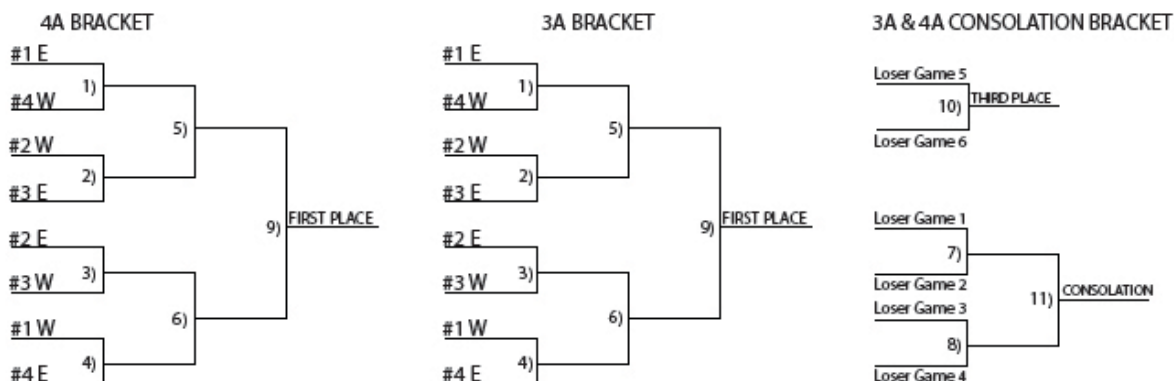 4A BRACKET
#1 E
1)
#4 W
5)
#2 W
2)
#3 E
9)
FIRST PLACE
#2 E
3)
#3 W
6)
#1 W
4)
#4 E
3A BRACKET
#1 E
1)
#4 W
5)
#2 W
2)
#3 E
9)
FIRST PLACE
#2 E
3)
#3 W
6)
#1 W
4)
#4 E
3A & 4A CONSOLATION BRACKET
Loser Game 5
10)
THIRD PLACE
Loser Game 6
Loser Game 1
7)
Loser Game 2
11)
CONSOLATION
Loser Game 3
8)
Loser Game 4